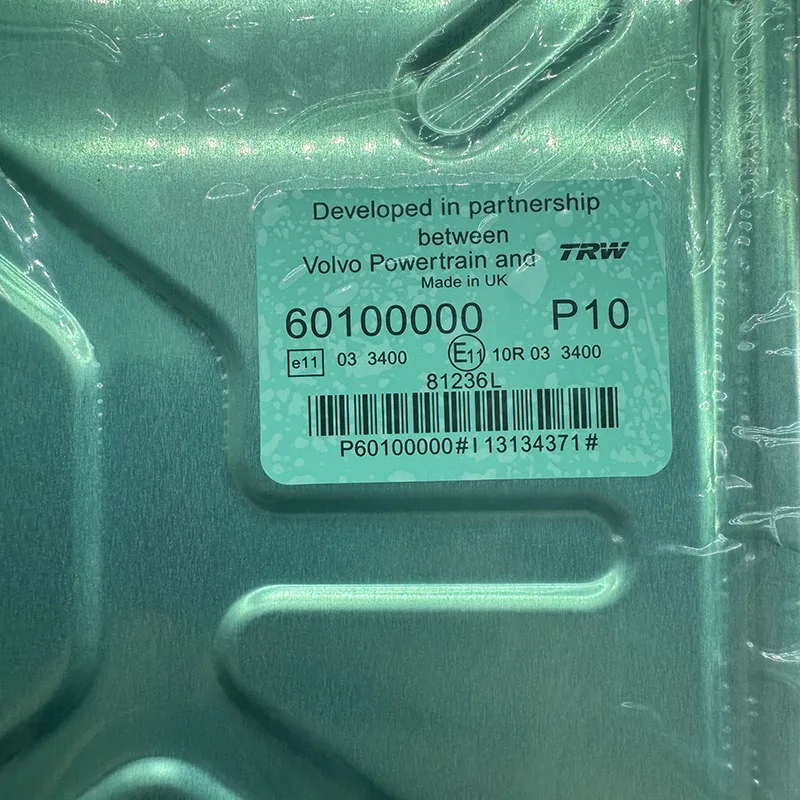 Developed in partnership
between
Volvo Powertrain and TRW
Made in UK
60100000 P10
e11 03 3400 E11 10R 03 3400
81236L
P60100000#I13134371#